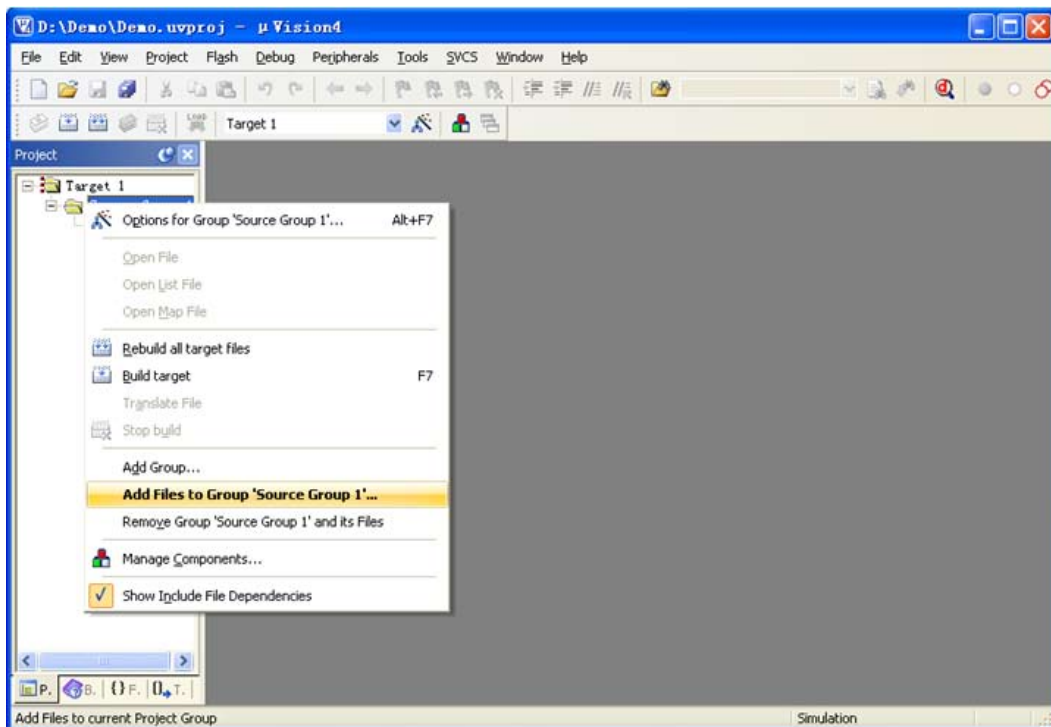 D:\Demo\Demo.uvproj - µVision4
File Edit View Project Flash Debug Peripherals Tools SVCS Window Help
Target 1
Project
Target 1
Options for Group 'Source Group 1'... Alt+F7
Open File
Open List File
Open Map File
Rebuild all target files
Build target F7
Translate File
Stop build
Add Group...
Add Files to Group 'Source Group 1'...
Remove Group 'Source Group 1' and its Files
Manage Components...
Show Include File Dependencies
P. B. {} F. 0 T.
Add Files to current Project Group Simulation